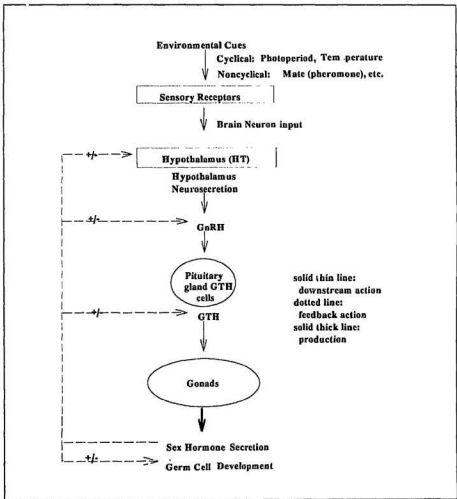 Environmental Cues
Cyclical: Photoperiod, Tem perature
Noncyclical: Mate (pheromone), etc.
Sensory Receptors
Brain Neuron input
+/-
Hypothalamus (HT)
Hypothalamus
Neurosecretion
+/-
GnRH
Pituitary
gland GTH
cells
solid thin line:
downstream action
dotted line:
feedback action
solid thick line:
production
+/-
GTH
Gonads
Sex Hormone Secretion
+/-
Germ Cell Development